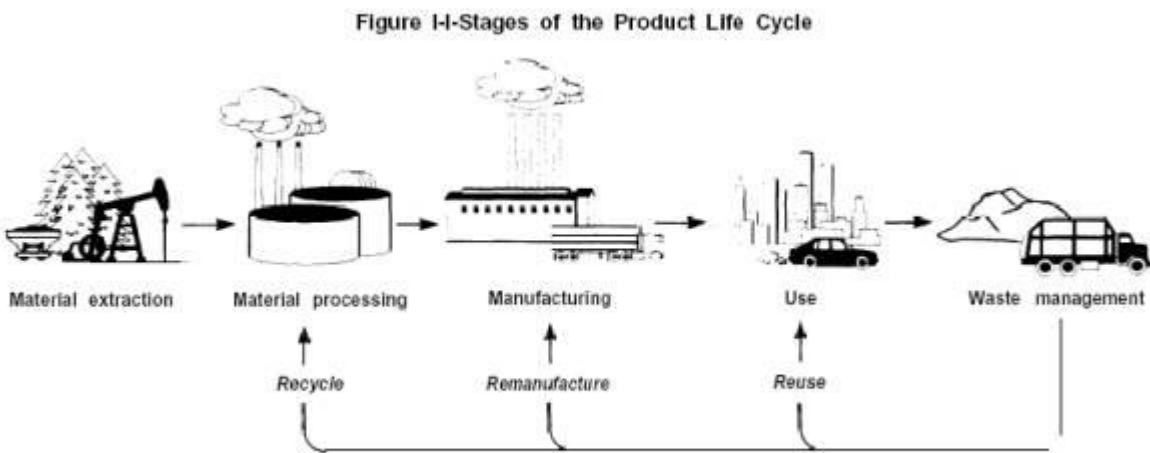 Figure I-I-Stages of the Product Life Cycle
Material extraction
Material processing
Manufacturing
Use
Waste management
Recycle
Remanufacture
Reuse